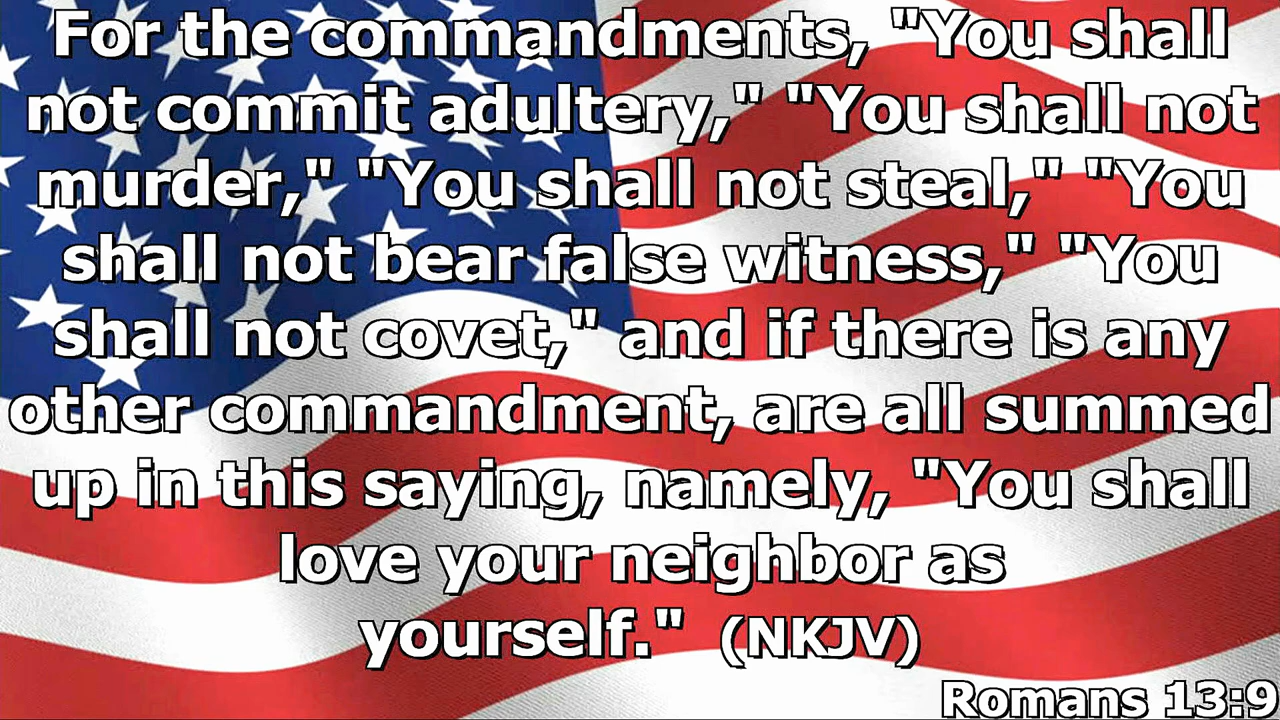 For the commandments, "You shall
not commit adultery," "You shall not
murder," "You shall not steal," "You
shall not bear false witness," "You
shall not covet," and if there is any
other commandment, are all summed
up in this saying, namely, "You shall
love your neighbor as
yourself." (NKJV)
Romans 13:9